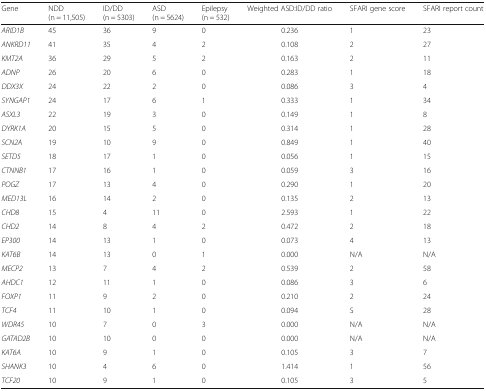 Gene NDD (n = 11,505) ID/DD (n = 5303) ASD (n = 5624) Epilepsy (n = 532) Weighted ASD:ID/DD ratio SFARI gene score SFARI report count
ARID1B 45 36 9 0 0.236 1 23
ANKRD11 41 35 4 2 0.108 2 27
KMT2A 36 29 5 2 0.163 2 11
ADNP 26 20 6 0 0.283 1 18
DDX3X 24 22 2 0 0.086 3 4
SYNGAP1 24 17 6 1 0.333 1 34
ASXL3 22 19 3 0 0.149 1 8
DYRK1A 20 15 5 0 0.314 1 28
SCN2A 19 10 9 0 0.849 1 40
SETD5 18 17 1 0 0.056 1 15
CTNNB1 17 16 1 0 0.059 3 16
POGZ 17 13 4 0 0.290 1 20
MED13L 16 14 2 0 0.135 2 13
CHD8 15 4 11 0 2.593 1 22
CHD2 14 8 4 2 0.472 2 18
EP300 14 13 1 0 0.073 4 13
KAT6B 14 13 0 1 0.000 N/A N/A
MECP2 13 7 4 2 0.539 2 58
AHDC1 12 11 1 0 0.086 3 6
FOXP1 11 9 2 0 0.210 2 24
TCF4 11 10 1 0 0.094 S 28
WDR45 10 7 0 3 0.000 N/A N/A
GATAD2B 10 10 0 0 0.000 N/A N/A
KAT6A 10 9 1 0 0.105 3 7
SHANK3 10 4 6 0 1.414 1 56
TCF20 10 9 1 0 0.105 3 5